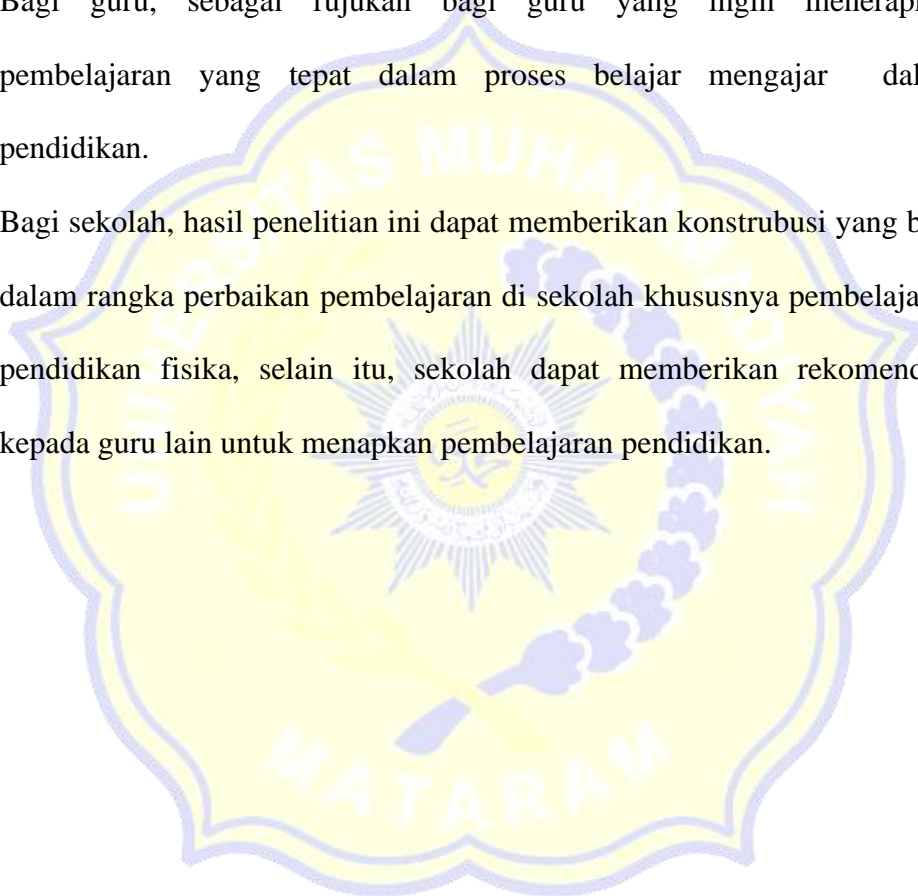 Bagi guru, sebagai rujukan bagi guru yang ingin menerap
pembelajaran yang tepat dalam proses belajar mengajar dal
pendidikan.
Bagi sekolah, hasil penelitian ini dapat memberikan konstrubusi yang b
dalam rangka perbaikan pembelajaran di sekolah khususnya pembelaja
pendidikan fisika, selain itu, sekolah dapat memberikan rekomend
kepada guru lain untuk menapkan pembelajaran pendidikan.
UNIVERSITAS MUHAMMADIYAH
MATARAM